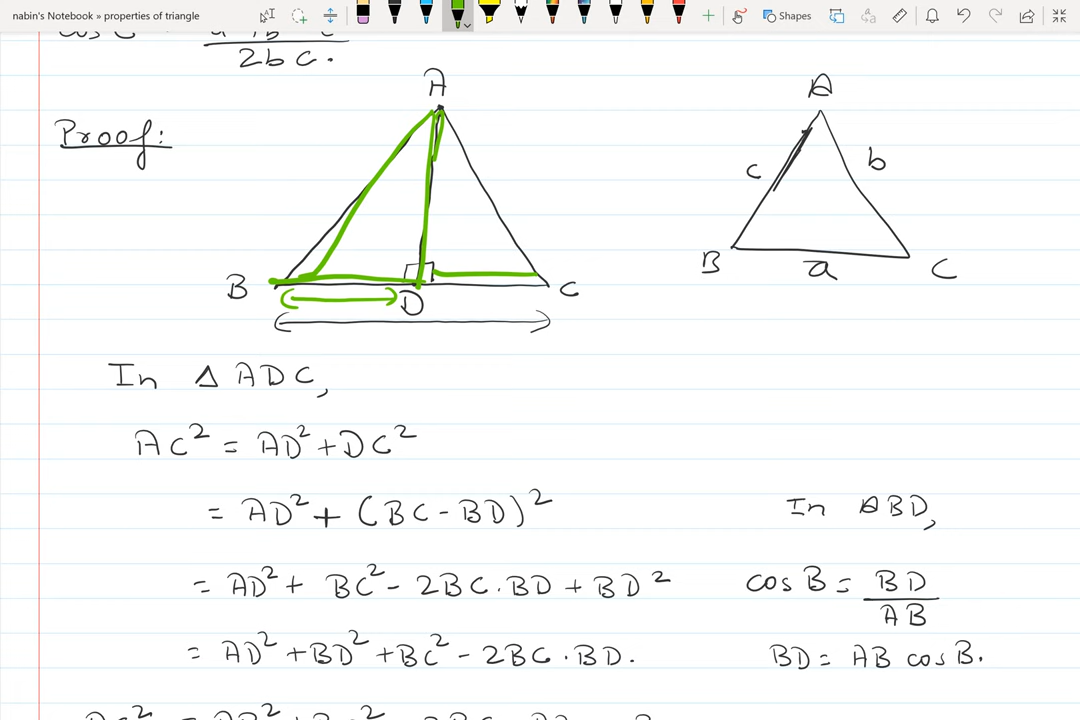 nabin's Notebook » properties of triangle
Shapes
2bc.
Proof:
A
B
D
C
A
c
b
B
a
C
In △ ADC,
AC² = AD² + DC²
= AD² + (BC - BD)²
= AD² + BC² - 2BC.BD + BD²
= AD² + BD² + BC² - 2BC.BD.
In △BD,
cos B = BD
AB
BD = AB cos B.